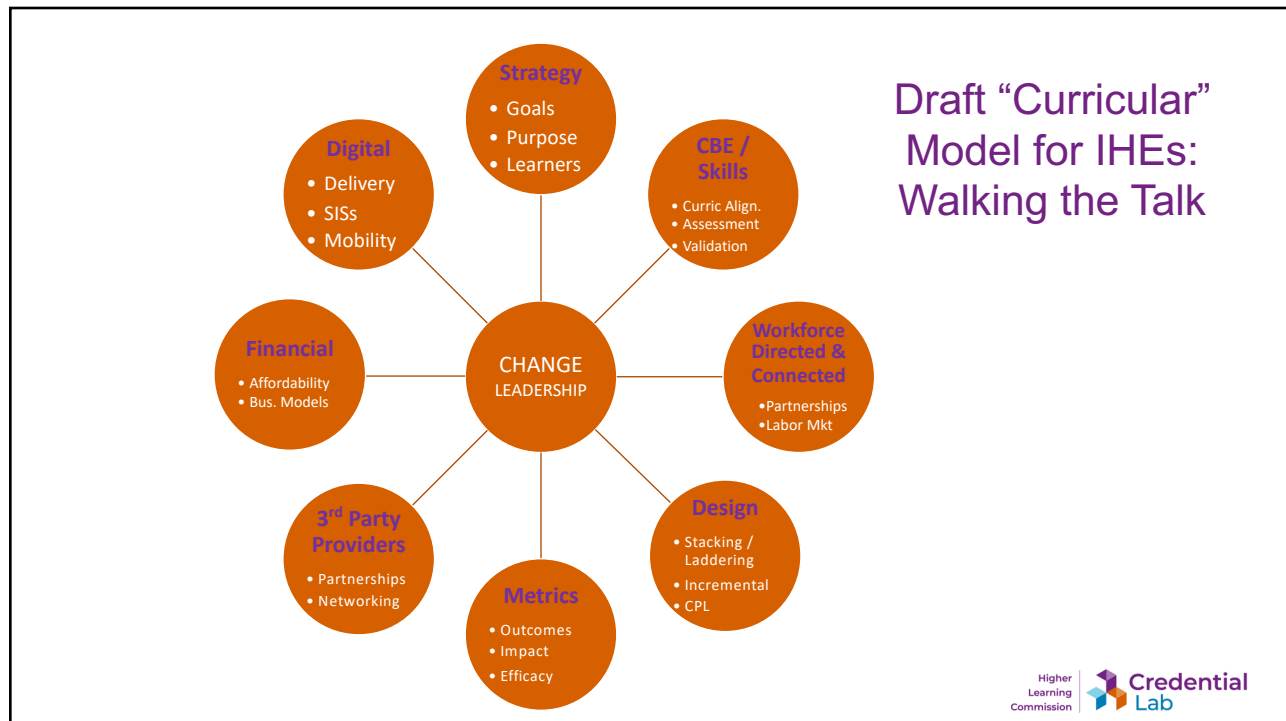 Draft “Curricular”
Model for IHEs:
Walking the Talk
Strategy
• Goals
• Purpose
• Learners
CBE /
Skills
• Curric Align.
• Assessment
• Validation
Workforce
Directed &
Connected
•Partnerships
•Labor Mkt
Design
• Stacking /
Laddering
• Incremental
• CPL
Metrics
• Outcomes
• Impact
• Efficacy
3rd Party
Providers
• Partnerships
• Networking
Financial
• Affordability
• Bus. Models
Digital
• Delivery
• SISs
• Mobility
CHANGE
LEADERSHIP
Higher
Learning
Commission
Credential
Lab